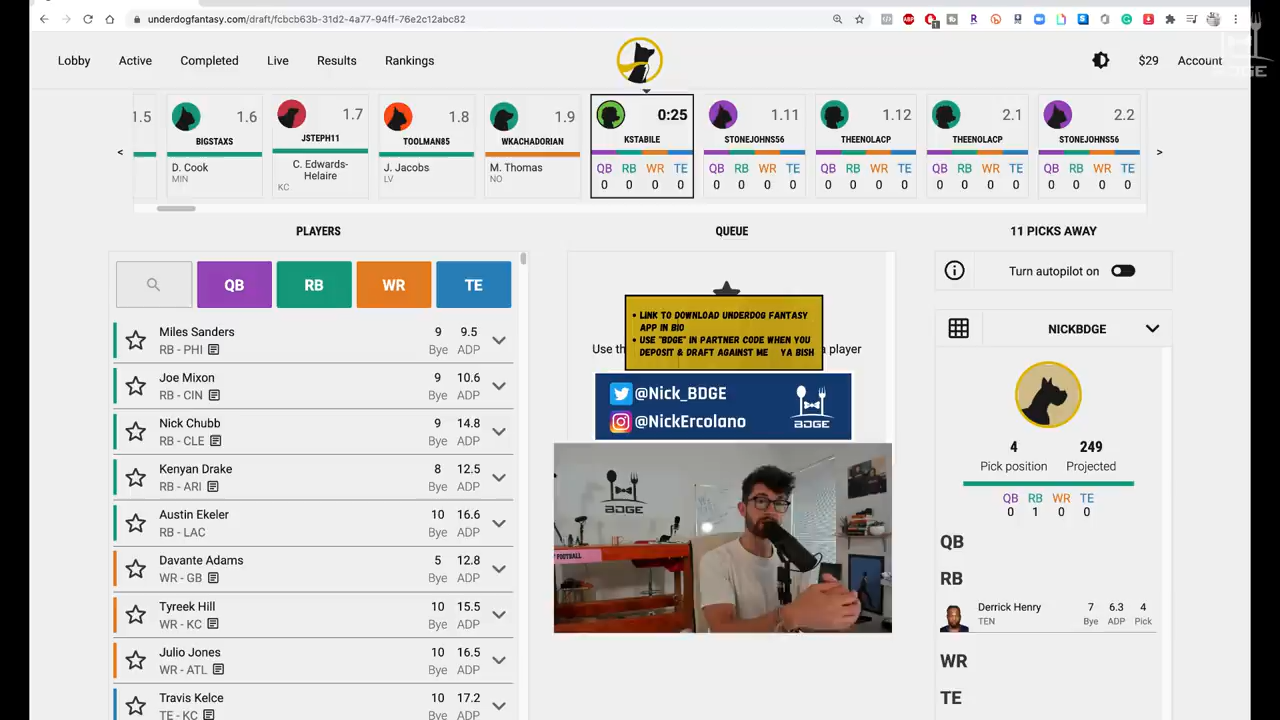 underdogfantasy.com/draft/fcbcb63b-31d2-4a77-94ff-76e2c12abc82
Lobby
Active
Completed
Live
Results
Rankings
$29
Account
BDGE
1.5
1.6
BIGSTAXS
D. Cook
MIN
1.7
JSTEPH11
C. Edwards-
Helaire
KC
1.8
TOOLMAN85
J. Jacobs
LV
1.9
WKACHADORIAN
M. Thomas
NO
0:25
KSTABILE
QB RB WR TE
0 0 0 0
1.11
STONEJOHNS56
QB RB WR TE
0 0 0 0
1.12
THEENOLACP
QB RB WR TE
0 0 0 0
2.1
THEENOLACP
QB RB WR TE
0 0 0 0
2.2
STONEJOHNS56
QB RB WR TE
0 0 0 0
PLAYERS
QB
RB
WR
TE
Miles Sanders 9 9.5
RB - PHI Bye ADP
Joe Mixon 9 10.6
RB - CIN Bye ADP
Nick Chubb 9 14.8
RB - CLE Bye ADP
Kenyan Drake 8 12.5
RB - ARI Bye ADP
Austin Ekeler 10 16.6
RB - LAC Bye ADP
Davante Adams 5 12.8
WR - GB Bye ADP
Tyreek Hill 10 15.5
WR - KC Bye ADP
Julio Jones 10 16.5
WR - ATL Bye ADP
Travis Kelce 10 17.2
TE - KC Bye ADP
QUEUE
• LINK TO DOWNLOAD UNDERDOG FANTASY
APP IN BIO
• USE "BDGE" IN PARTNER CODE WHEN YOU
DEPOSIT & DRAFT AGAINST ME YA BISH
Use th a player
@Nick_BDGE
@NickErcolano
BDGE
BDGE
FOOTBALL
11 PICKS AWAY
Turn autopilot on
NICKBDGE
4 249
Pick position Projected
QB RB WR TE
0 1 0 0
QB
RB
Derrick Henry 7 6.3 4
TEN Bye ADP Pick
WR
TE